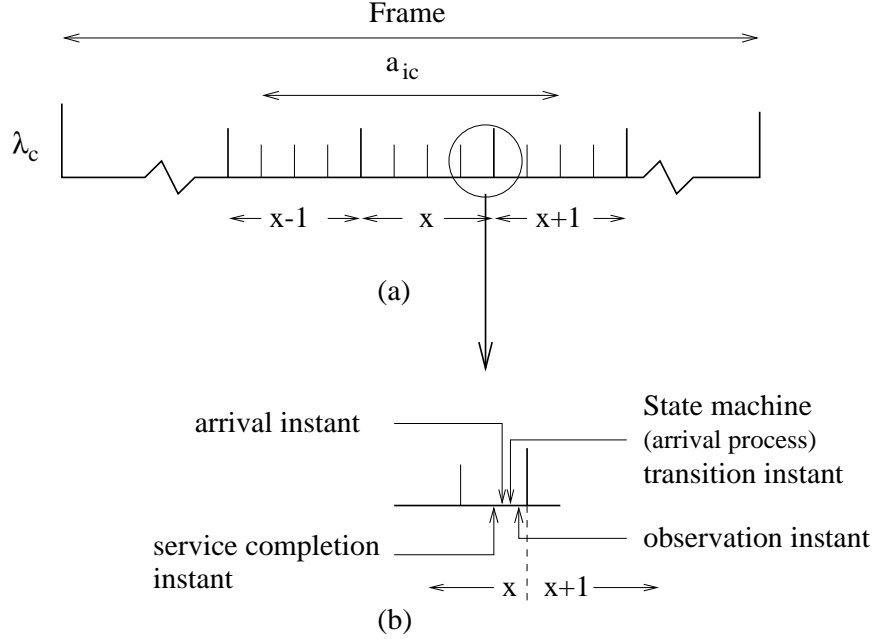 Frame
a ic
λc
x-1 x x+1
(a)
arrival instant
State machine
(arrival process)
transition instant
service completion
instant
observation instant
x x+1
(b)